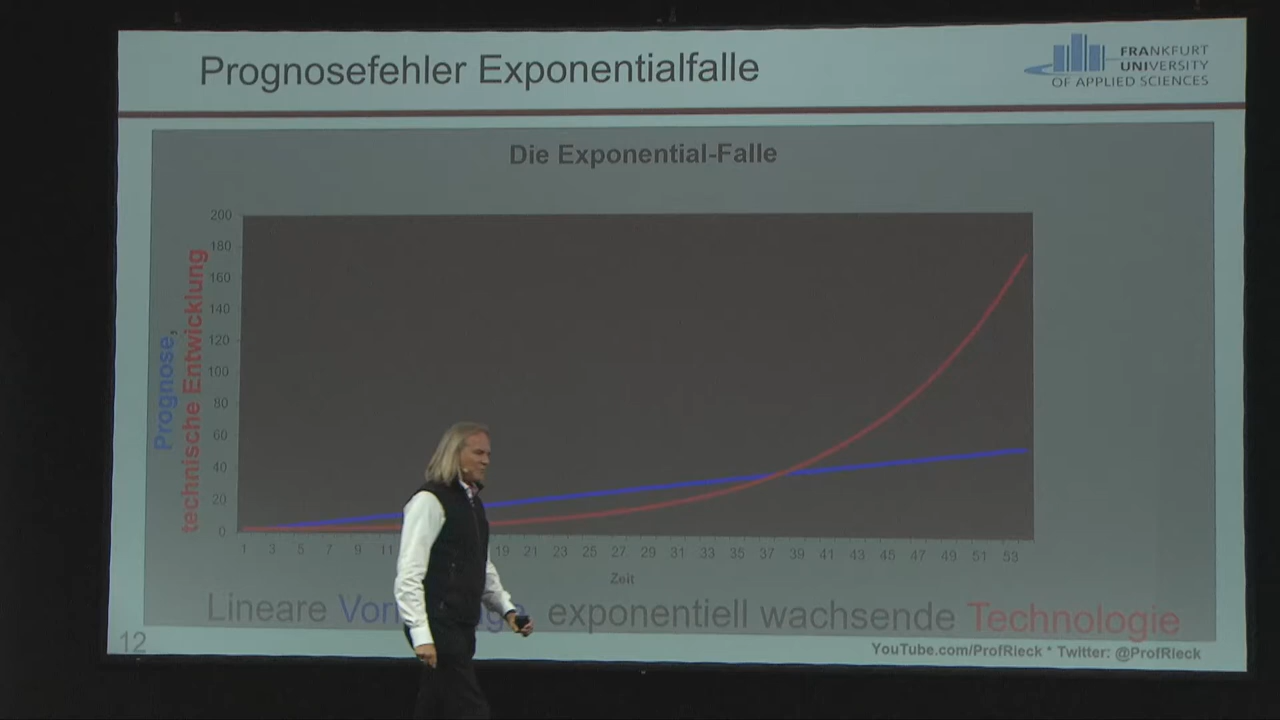 Prognosefehler Exponentialfalle
FRANKFURT
UNIVERSITY
OF APPLIED SCIENCES
Die Exponential-Falle
200
180
160
140
120
100
80
60
40
20
0
Prognose,
technische Entwicklung
1 3 5 7 9 11 19 21 23 25 27 29 31 33 35 37 39 41 43 45 47 49 51 53
Zeit
Lineare exponentiell wachsende Technologie
12
YouTube.com/ProfRieck * Twitter: @ProfRieck